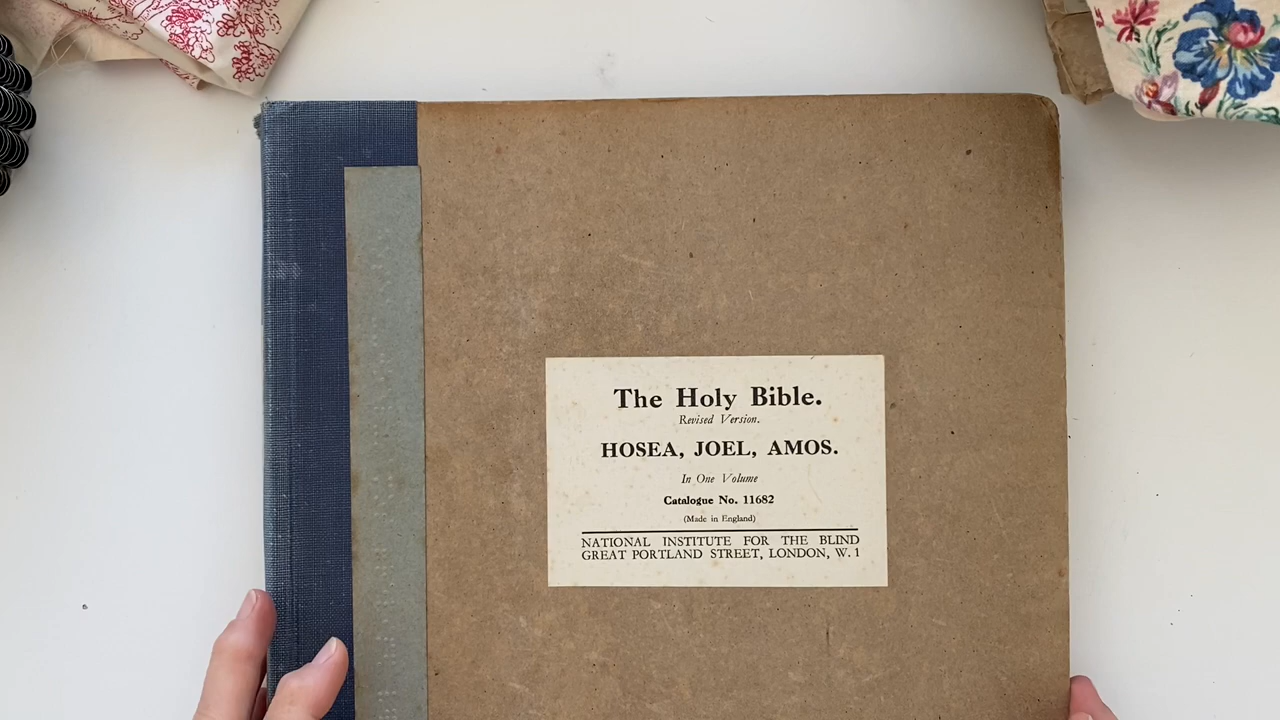 The Holy Bible.
Revised Version.
HOSEA, JOEL, AMOS.
In One Volume
Catalogue No. 11682
(Made in England)
NATIONAL INSTITUTE FOR THE BLIND
GREAT PORTLAND STREET, LONDON, W. 1